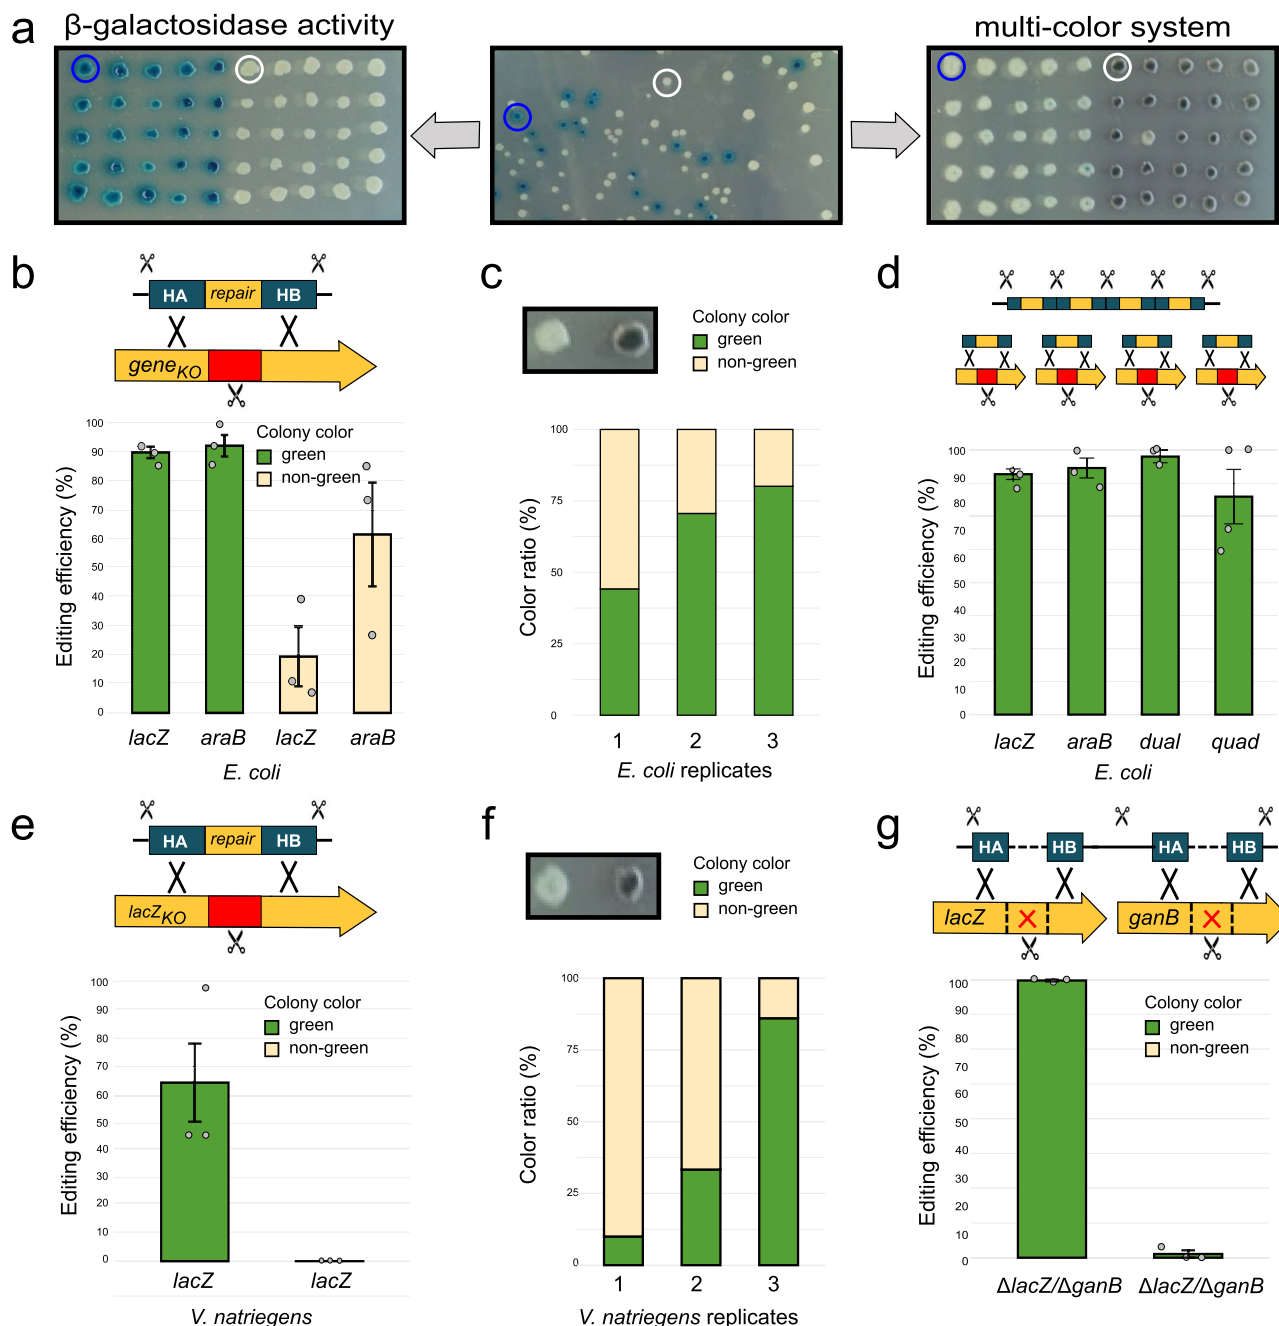 a
β-galactosidase activity
multi-color system
b
HA repair HB
geneKO
Editing efficiency (%)
100
90
80
70
60
50
40
30
20
10
0
Colony color
green
non-green
lacZ araB lacZ araB
E. coli
c
Colony color
green
non-green
Color ratio (%)
100
75
50
25
0
1 2 3
E. coli replicates
d
Editing efficiency (%)
100
90
80
70
60
50
40
30
20
10
0
lacZ araB dual quad
E. coli
e
HA repair HB
lacZKO
Editing efficiency (%)
100
90
80
70
60
50
40
30
20
10
0
Colony color
green
non-green
lacZ lacZ
V. natriegens
f
Colony color
green
non-green
Color ratio (%)
100
75
50
25
0
1 2 3
V. natriegens replicates
g
HA HB HA HB
lacZ ganB
Editing efficiency (%)
100
90
80
70
60
50
40
30
20
10
0
Colony color
green
non-green
ΔlacZ/ΔganB ΔlacZ/ΔganB